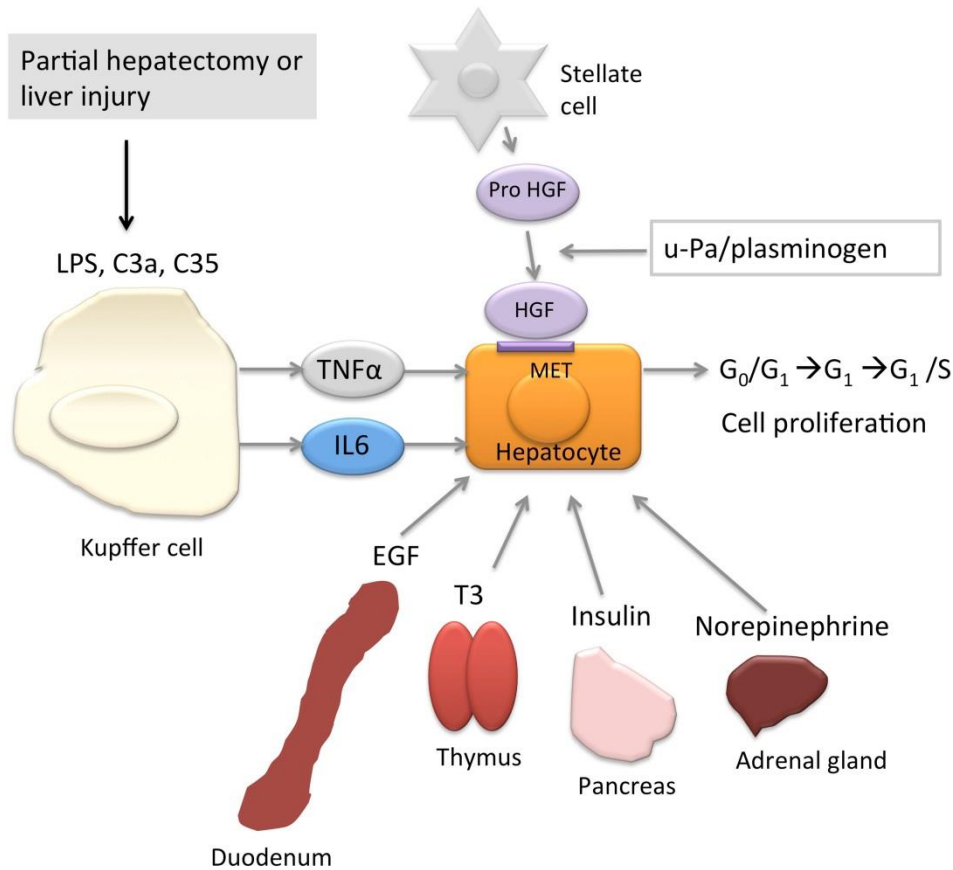 Partial hepatectomy or
liver injury
Stellate
cell
Pro HGF
u-Pa/plasminogen
LPS, C3a, C35
HGF
TNFα
MET
G₀/G₁ →G₁ →G₁ /S
Cell proliferation
IL6
Hepatocyte
Kupffer cell
EGF
T3
Insulin
Norepinephrine
Thymus
Pancreas
Adrenal gland
Duodenum